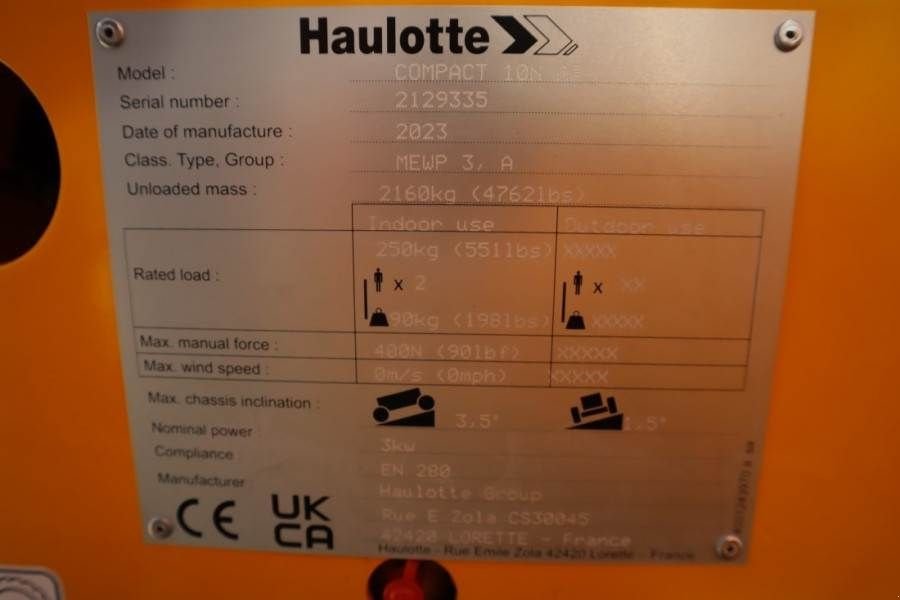 Haulotte
Model : COMPACT 10N
Serial number : 2129335
Date of manufacture : 2023
Class. Type, Group : MEWP 3, A
Unloaded mass : 2160kg (4762lbs)
Indoor use Outdoor use
250kg (551lbs) XXXXX
Rated load : x 2 x XX
90kg (198lbs) XXXXX
Max. manual force : 400N (90lbf) XXXXX
Max. wind speed : 0m/s (0mph) XXXXX
Max. chassis inclination : 3,5° 1,5°
Nominal power : 3kw
Compliance : EN 280
Manufacturer Haulotte Group
Rue E Zola CS30045
42420 LORETTE - France
CE UK CA
Haulotte - Rue Emile Zola 42420 Lorette - France